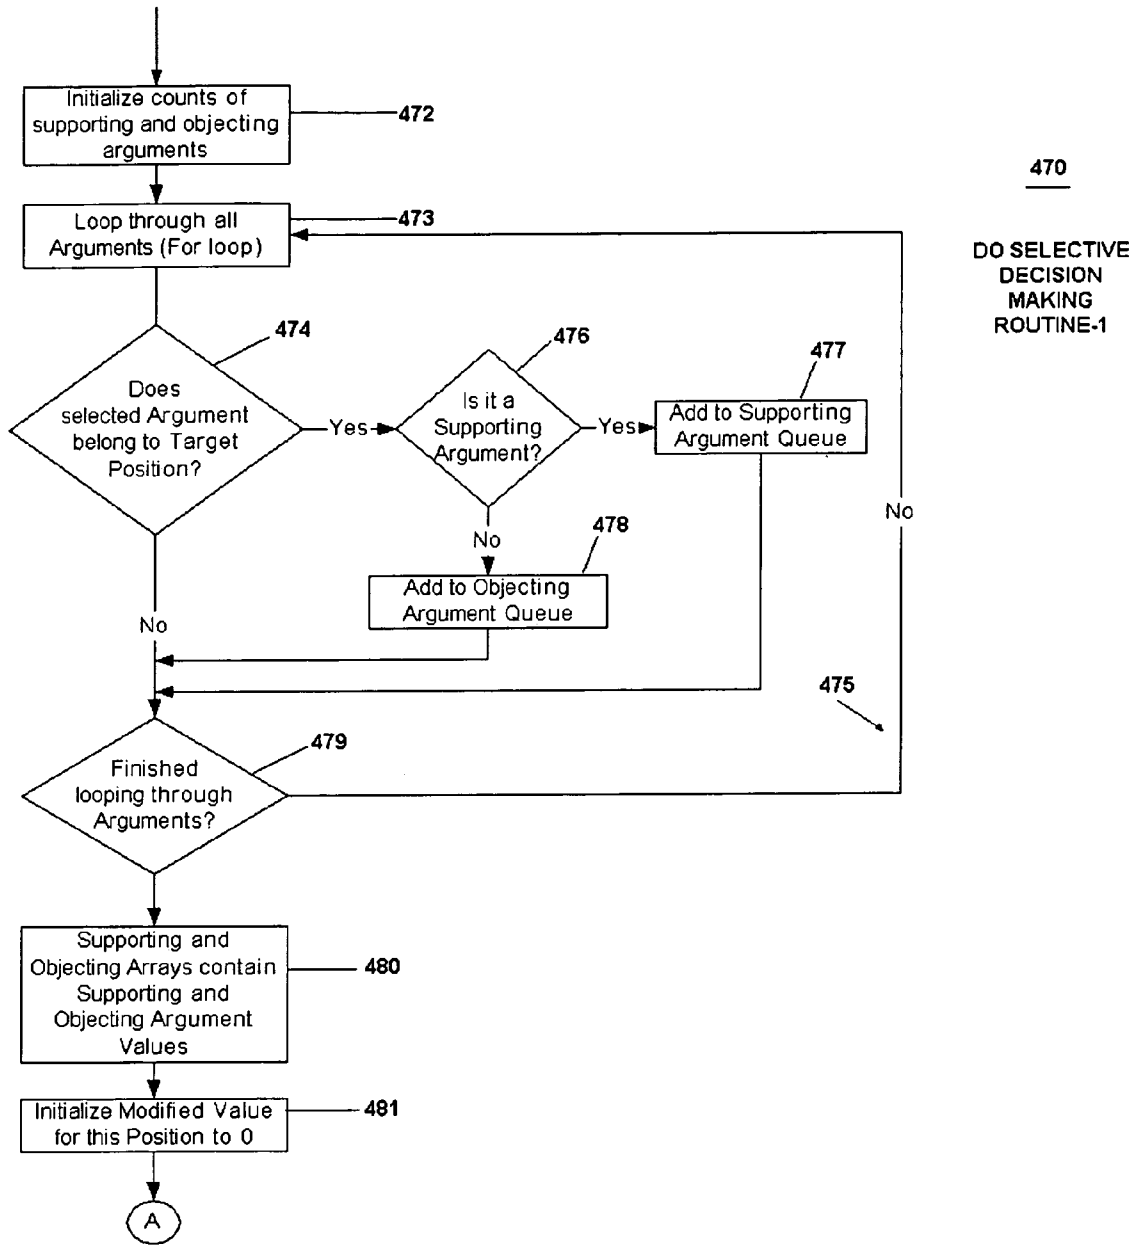 Initialize counts of
supporting and objecting
arguments
472
470
Loop through all
Arguments (For loop)
473
DO SELECTIVE
DECISION
MAKING
ROUTINE-1
474
476
477
Does
selected Argument
belong to Target
Position?
Yes
Is it a
Supporting
Argument?
Yes
Add to Supporting
Argument Queue
No
478
No
Add to Objecting
Argument Queue
No
475
479
Finished
looping through
Arguments?
Supporting and
Objecting Arrays contain
Supporting and
Objecting Argument
Values
480
Initialize Modified Value
for this Position to 0
481
A